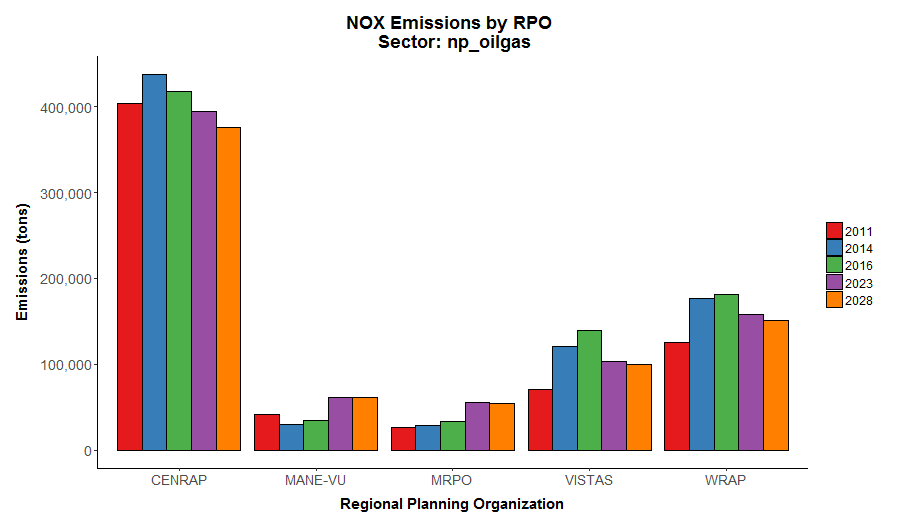 NOX Emissions by RPO
Sector: np_oilgas
Emissions (tons)
400,000
300,000
200,000
100,000
0
CENRAP
MANE-VU
MRPO
VISTAS
WRAP
Regional Planning Organization
2011
2014
2016
2023
2028